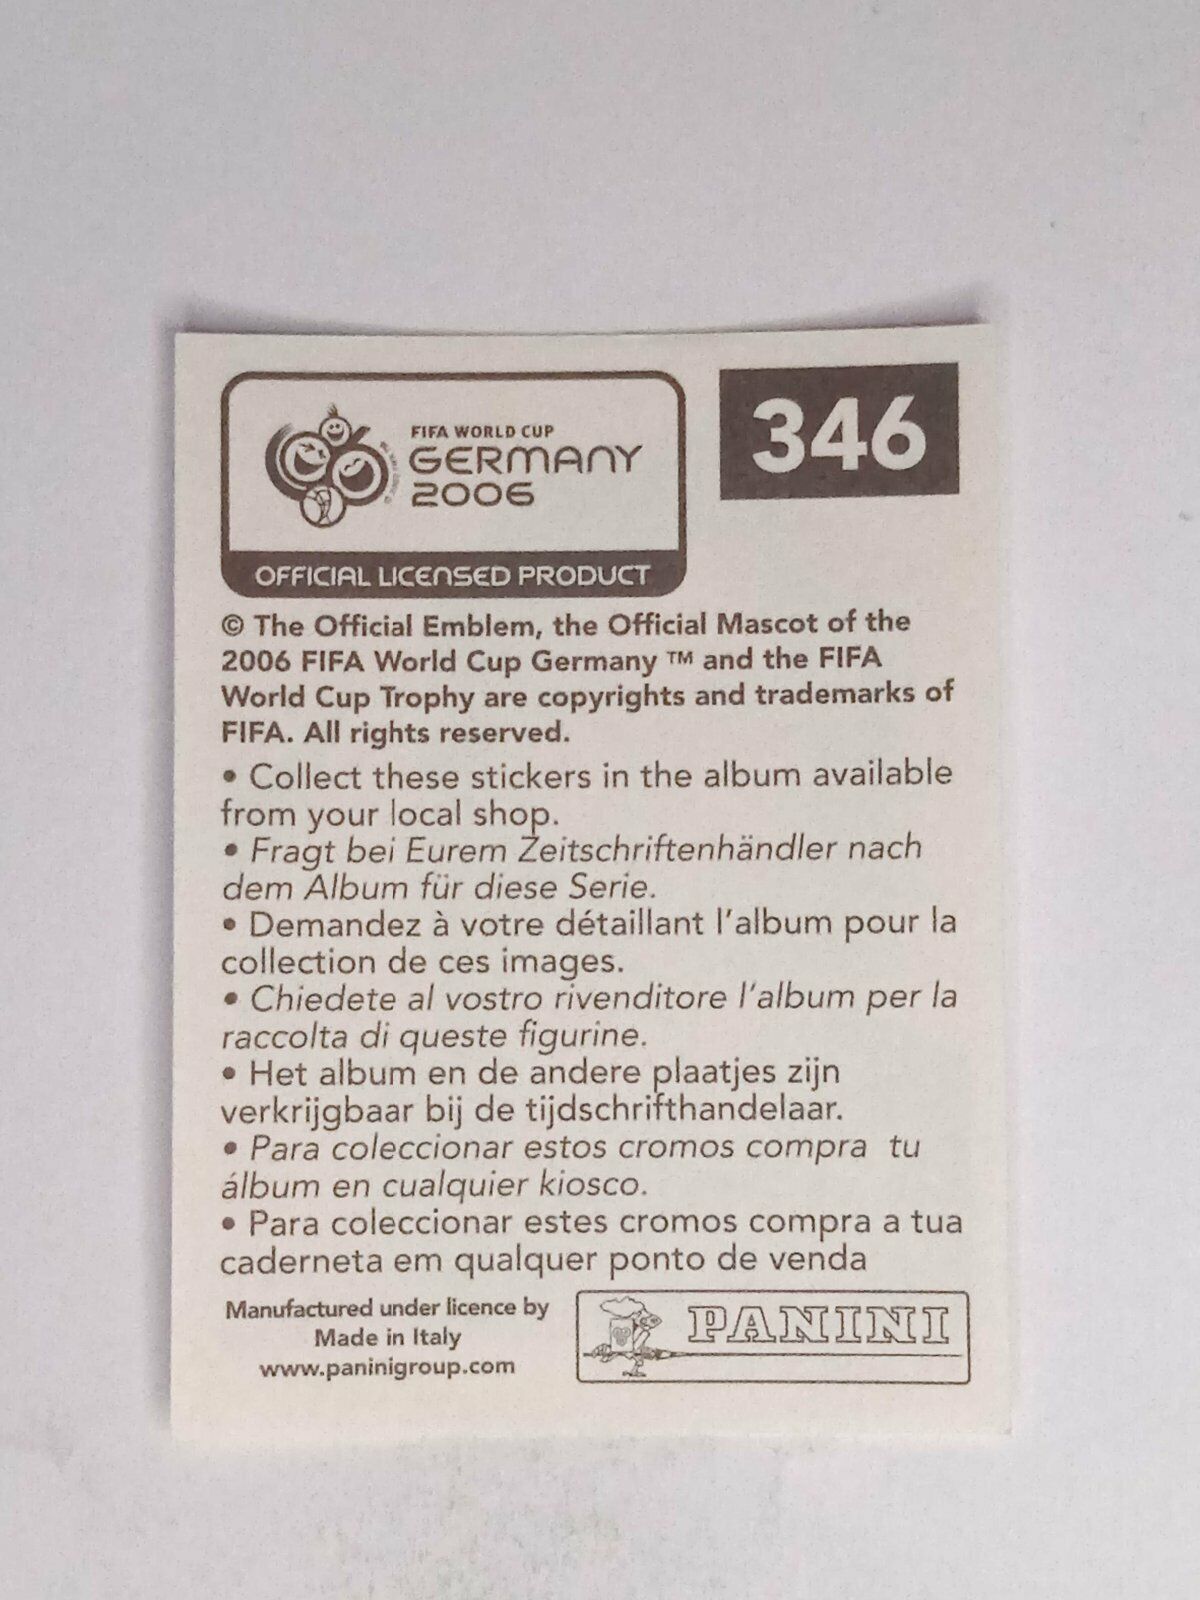 FIFA WORLD CUP
GERMANY
2006
OFFICIAL LICENSED PRODUCT
346
© The Official Emblem, the Official Mascot of the
2006 FIFA World Cup Germany ™ and the FIFA
World Cup Trophy are copyrights and trademarks of
FIFA. All rights reserved.
• Collect these stickers in the album available
from your local shop.
• Fragt bei Eurem Zeitschriftenhändler nach
dem Album für diese Serie.
• Demandez à votre détaillant l'album pour la
collection de ces images.
• Chiedete al vostro rivenditore l'album per la
raccolta di queste figurine.
• Het album en de andere plaatjes zijn
verkrijgbaar bij de tijdschrifthandelaar.
• Para coleccionar estos cromos compra tu
álbum en cualquier kiosco.
• Para coleccionar estes cromos compra a tua
caderneta em qualquer ponto de venda
Manufactured under licence by
Made in Italy
www.paninigroup.com
PANINI